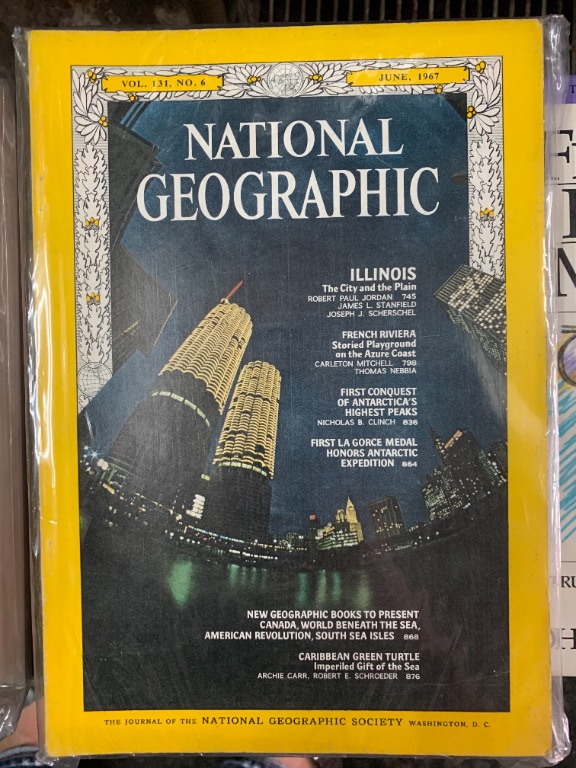 VOL. 131, NO. 6
JUNE, 1967
NATIONAL
GEOGRAPHIC
ILLINOIS
The City and the Plain
ROBERT PAUL JORDAN 745
JAMES L. STANFIELD
JOSEPH J. SCHERSCHEL
FRENCH RIVIERA
Storied Playground
on the Azure Coast
CARLETON MITCHELL 798
THOMAS NEBBIA
FIRST CONQUEST
OF ANTARCTICA'S
HIGHEST PEAKS
NICHOLAS B. CLINCH 836
FIRST LA GORCE MEDAL
HONORS ANTARCTIC
EXPEDITION 864
NEW GEOGRAPHIC BOOKS TO PRESENT
CANADA, WORLD BENEATH THE SEA,
AMERICAN REVOLUTION, SOUTH SEA ISLES 868
CARIBBEAN GREEN TURTLE
Imperiled Gift of the Sea
ARCHIE CARR, ROBERT E. SCHROEDER 876
THE JOURNAL OF THE NATIONAL GEOGRAPHIC SOCIETY WASHINGTON, D. C.